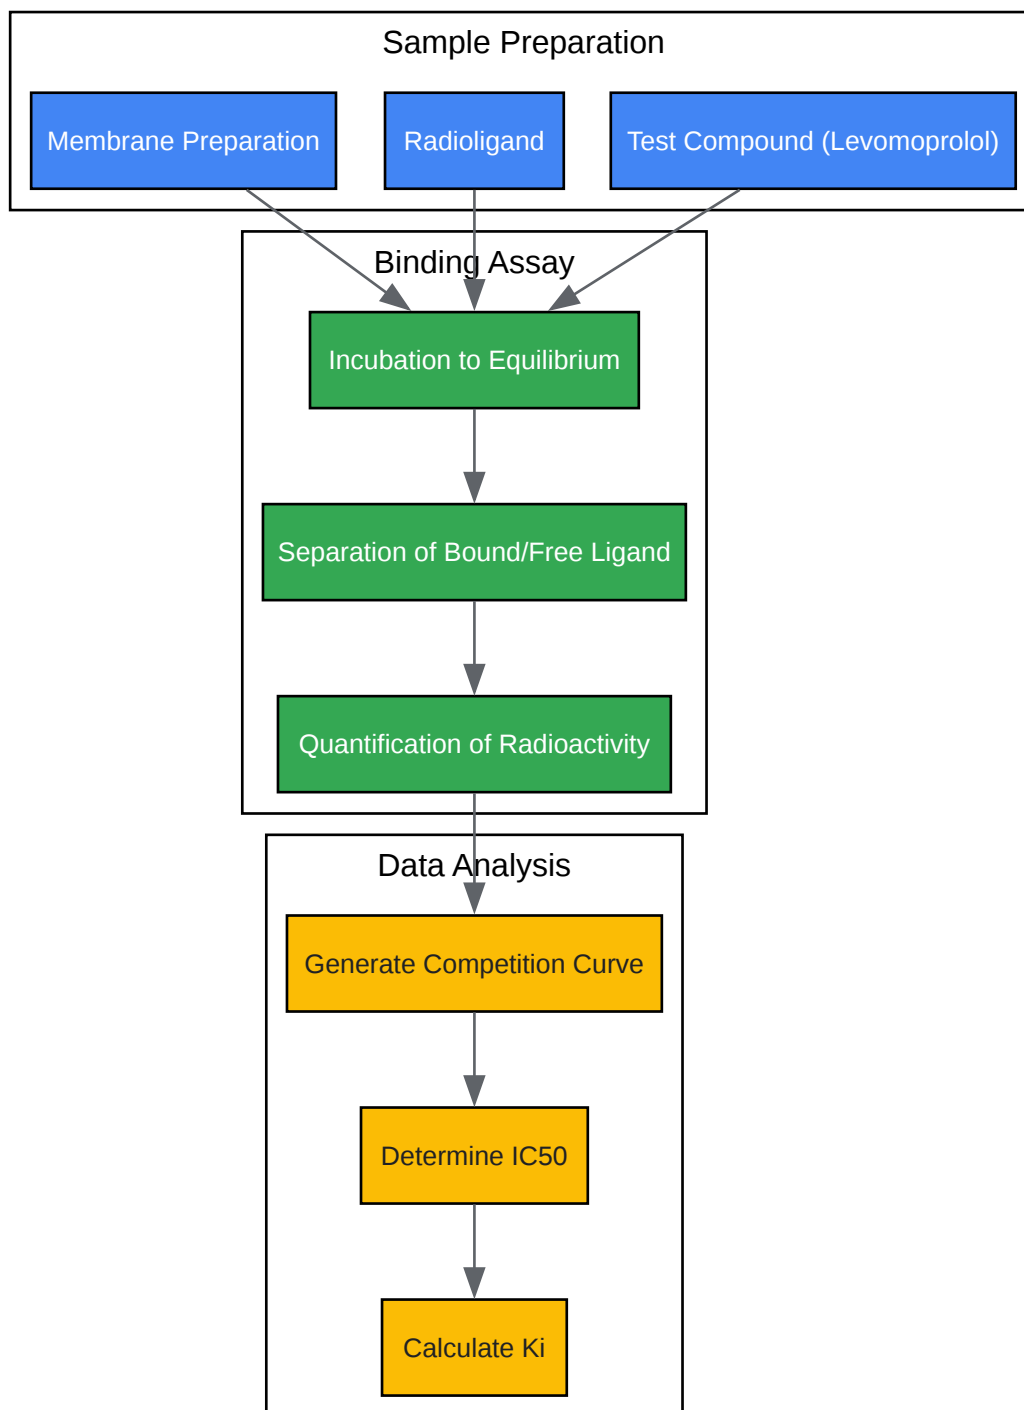 Sample Preparation
Membrane Preparation
Radioligand
Test Compound (Levomoprolol)
Binding Assay
Incubation to Equilibrium
Separation of Bound/Free Ligand
Quantification of Radioactivity
Data Analysis
Generate Competition Curve
Determine IC50
Calculate Ki